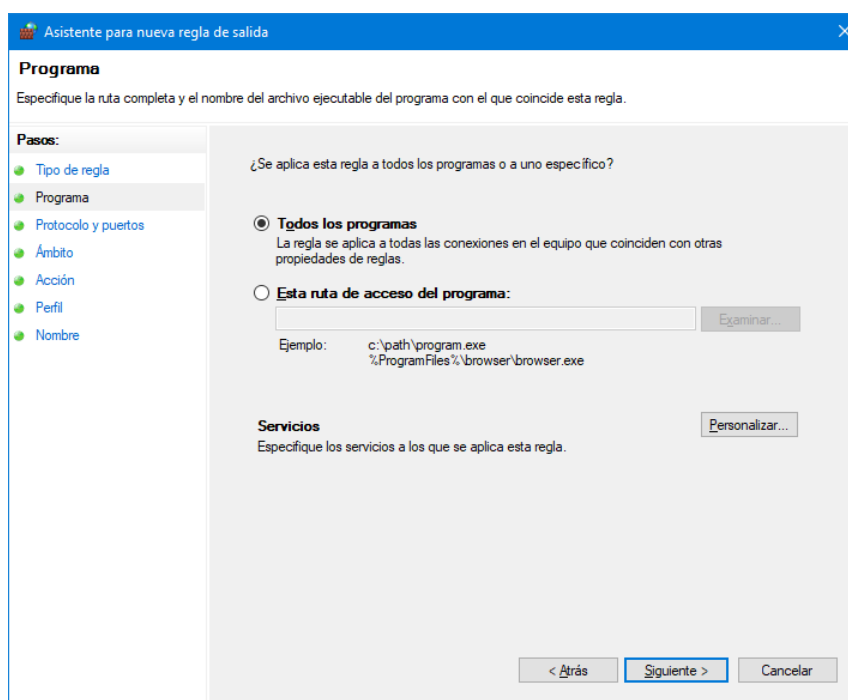 Asistente para nueva regla de salida
Programa
Especifique la ruta completa y el nombre del archivo ejecutable del programa con el que coincide esta regla.
Pasos:
Tipo de regla
Programa
Protocolo y puertos
Ámbito
Acción
Perfil
Nombre
¿Se aplica esta regla a todos los programas o a uno específico?
Todos los programas
La regla se aplica a todas las conexiones en el equipo que coinciden con otras
propiedades de reglas.
Esta ruta de acceso del programa:
Examinar...
Ejemplo: c:\path\program.exe
%ProgramFiles%\browser\browser.exe
Servicios
Personalizar...
Especifique los servicios a los que se aplica esta regla.
< Atrás Siguiente > Cancelar